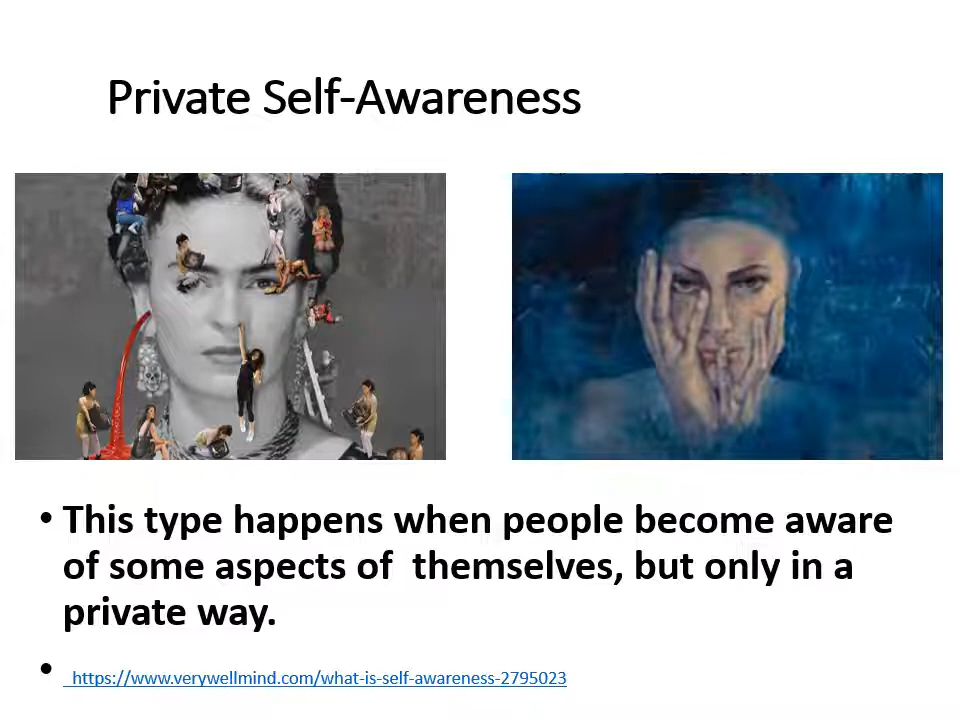 Private Self-Awareness
• This type happens when people become aware
of some aspects of  themselves, but only in a
private way.
• https://www.verywellmind.com/what-is-self-awareness-2795023